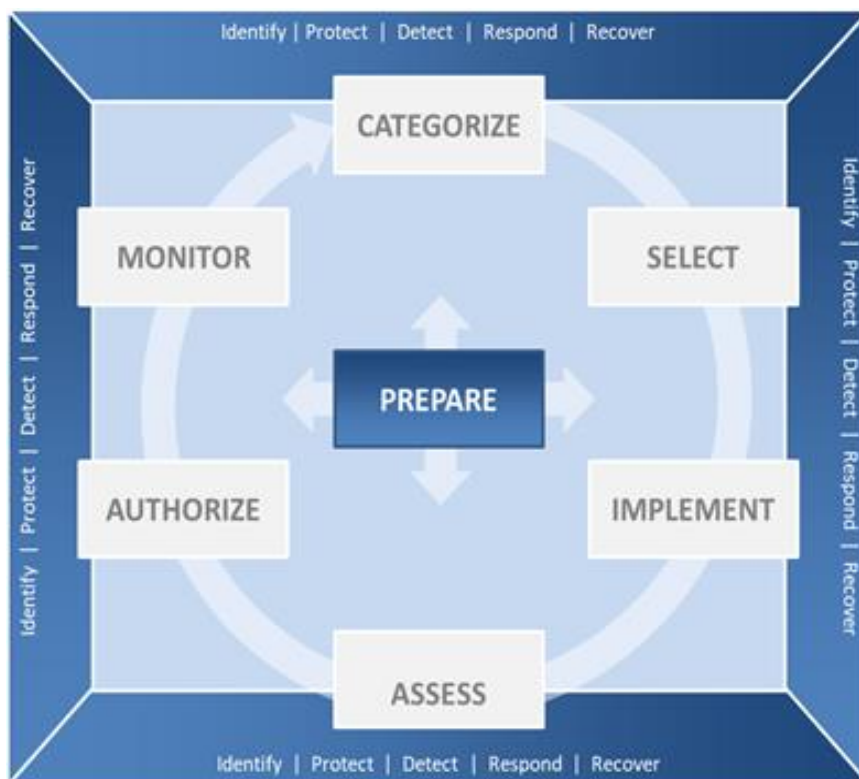 Identify | Protect | Detect | Respond | Recover
CATEGORIZE
MONITOR
SELECT
PREPARE
AUTHORIZE
IMPLEMENT
ASSESS
Identify | Protect | Detect | Respond | Recover
Identify | Protect | Detect | Respond | Recover
Identify | Protect | Detect | Respond | Recover